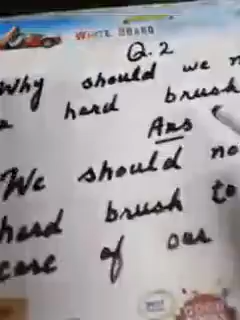 WHITE BOARD
Q.2
Why should we
hard brush
Ans
We should no
hard brush to
care of our